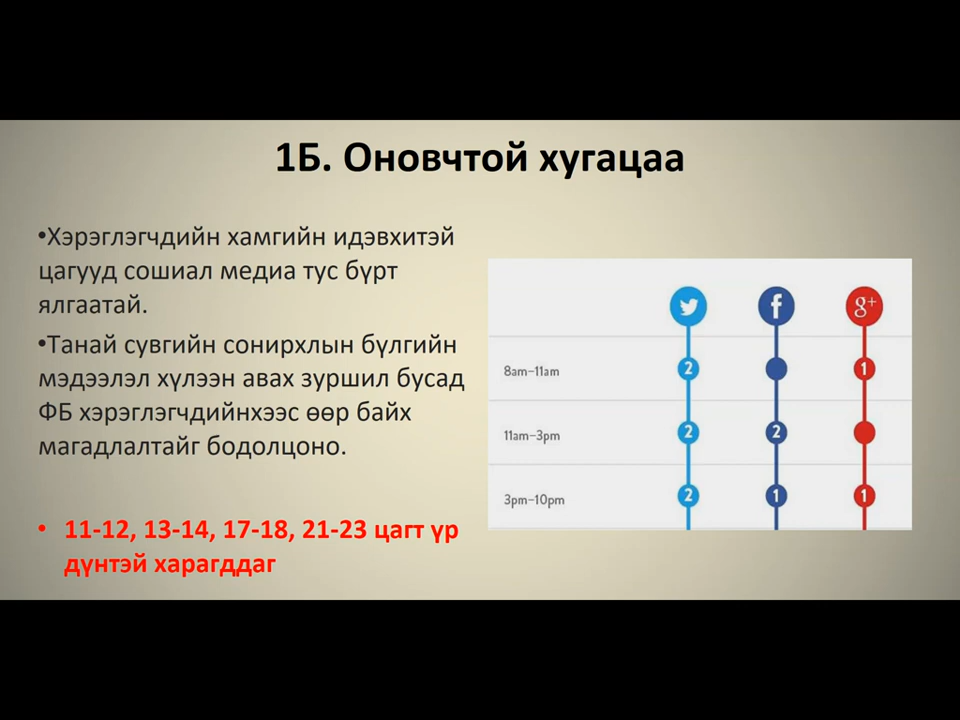 1Б. Оновчтой хугацаа
•Хэрэглэгчдийн хамгийн идэвхитэй
цагууд сошиал медиа тус бүрт
ялгаатай.
•Танай сувгийн сонирхлын бүлгийн
мэдээлэл хүлээн авах зуршил бусад
ФБ хэрэглэгчдийнхээс өөр байх
магадлалтайг бодолцоно.
• 11-12, 13-14, 17-18, 21-23 цагт үр
дүнтэй харагддаг
f g+
8am–11am 2 1
11am–3pm 2 2
3pm–10pm 2 1 1